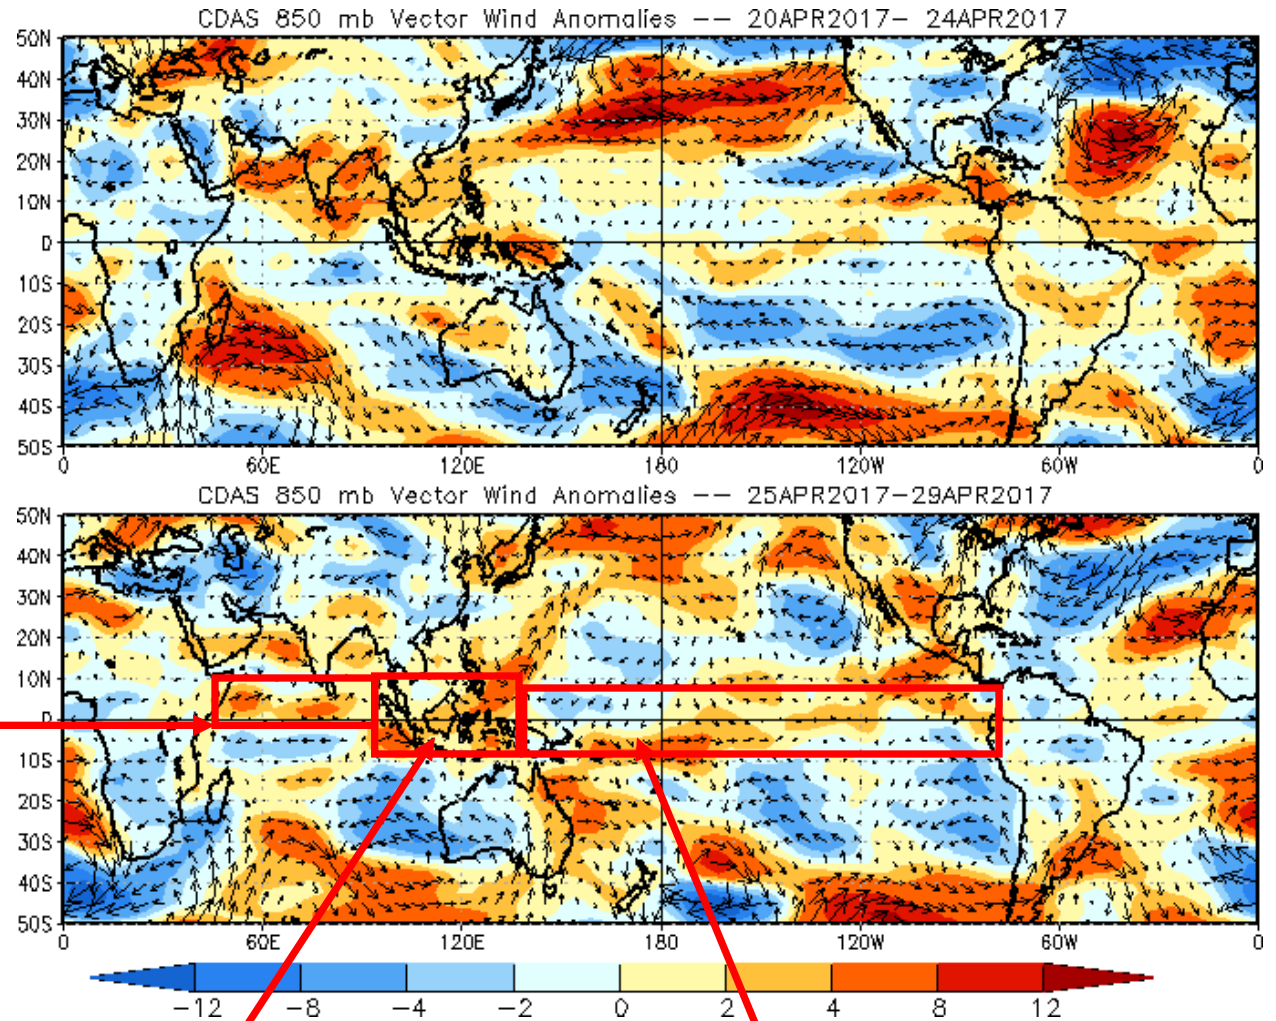 CDAS 850 mb Vector Wind Anomalies -- 20APR2017- 24APR2017
50N
40N
30N
20N
10N
0
10S
20S
30S
40S
50S
0 60E 120E 180 120W 60W 0
CDAS 850 mb Vector Wind Anomalies -- 25APR2017-29APR2017
50N
40N
30N
20N
10N
0
10S
20S
30S
40S
50S
0 60E 120E 180 120W 60W 0
-12 -8 -4 -2 0 2 4 8 12